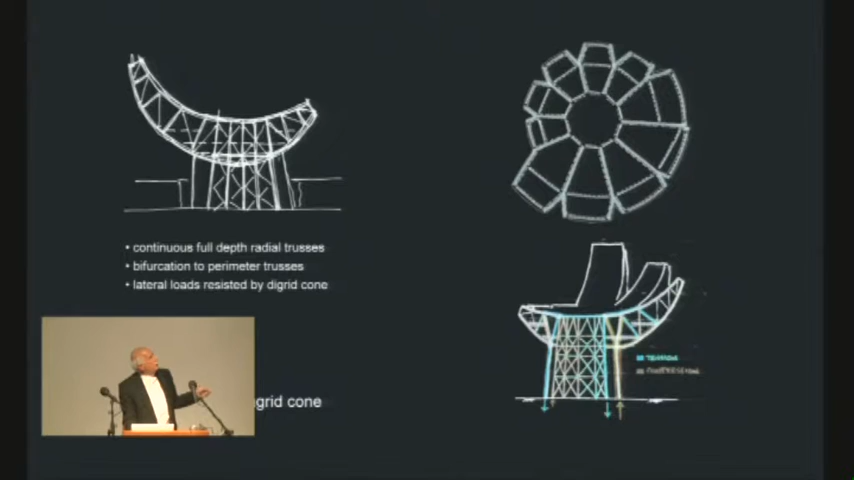 • continuous full depth radial trusses
• bifurcation to perimeter trusses
• lateral loads resisted by digrid cone
grid cone